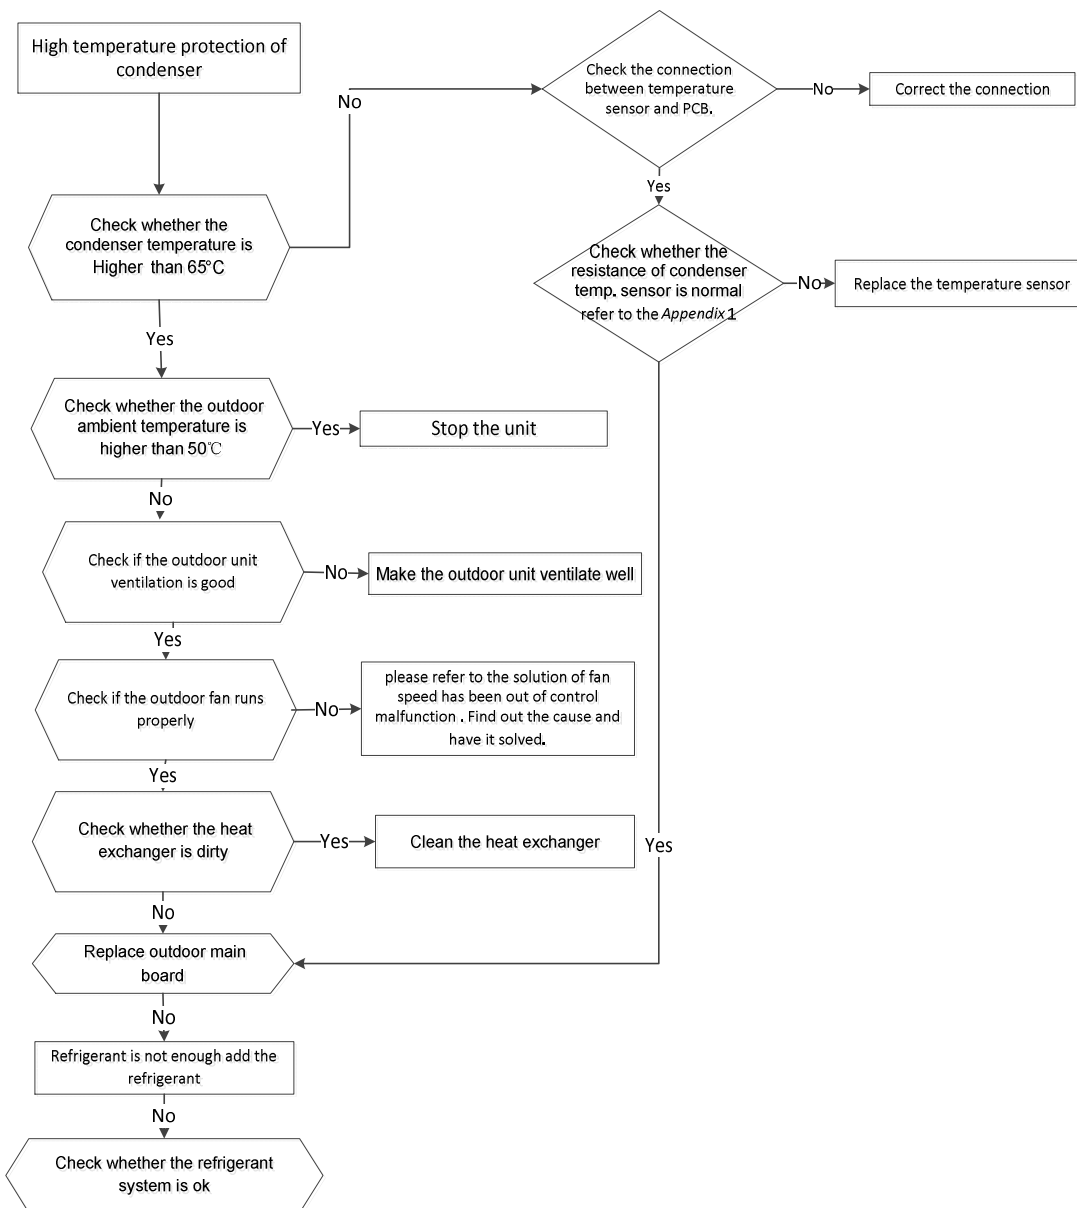 High temperature protection of
condenser
No
Check the connection
between temperature
sensor and PCB.
No
Correct the connection
Yes
Check whether the
condenser temperature is
Higher than 65°C
Check whether the
resistance of condenser
temp. sensor is normal
refer to the Appendix 1
No
Replace the temperature sensor
Yes
Check whether the outdoor
ambient temperature is
higher than 50℃
Yes
Stop the unit
No
Check if the outdoor unit
ventilation is good
No
Make the outdoor unit ventilate well
Yes
Check if the outdoor fan runs
properly
No
please refer to the solution of fan
speed has been out of control
malfunction . Find out the cause and
have it solved.
Yes
Check whether the heat
exchanger is dirty
Yes
Clean the heat exchanger
Yes
No
Replace outdoor main
board
No
Refrigerant is not enough add the
refrigerant
No
Check whether the refrigerant
system is ok